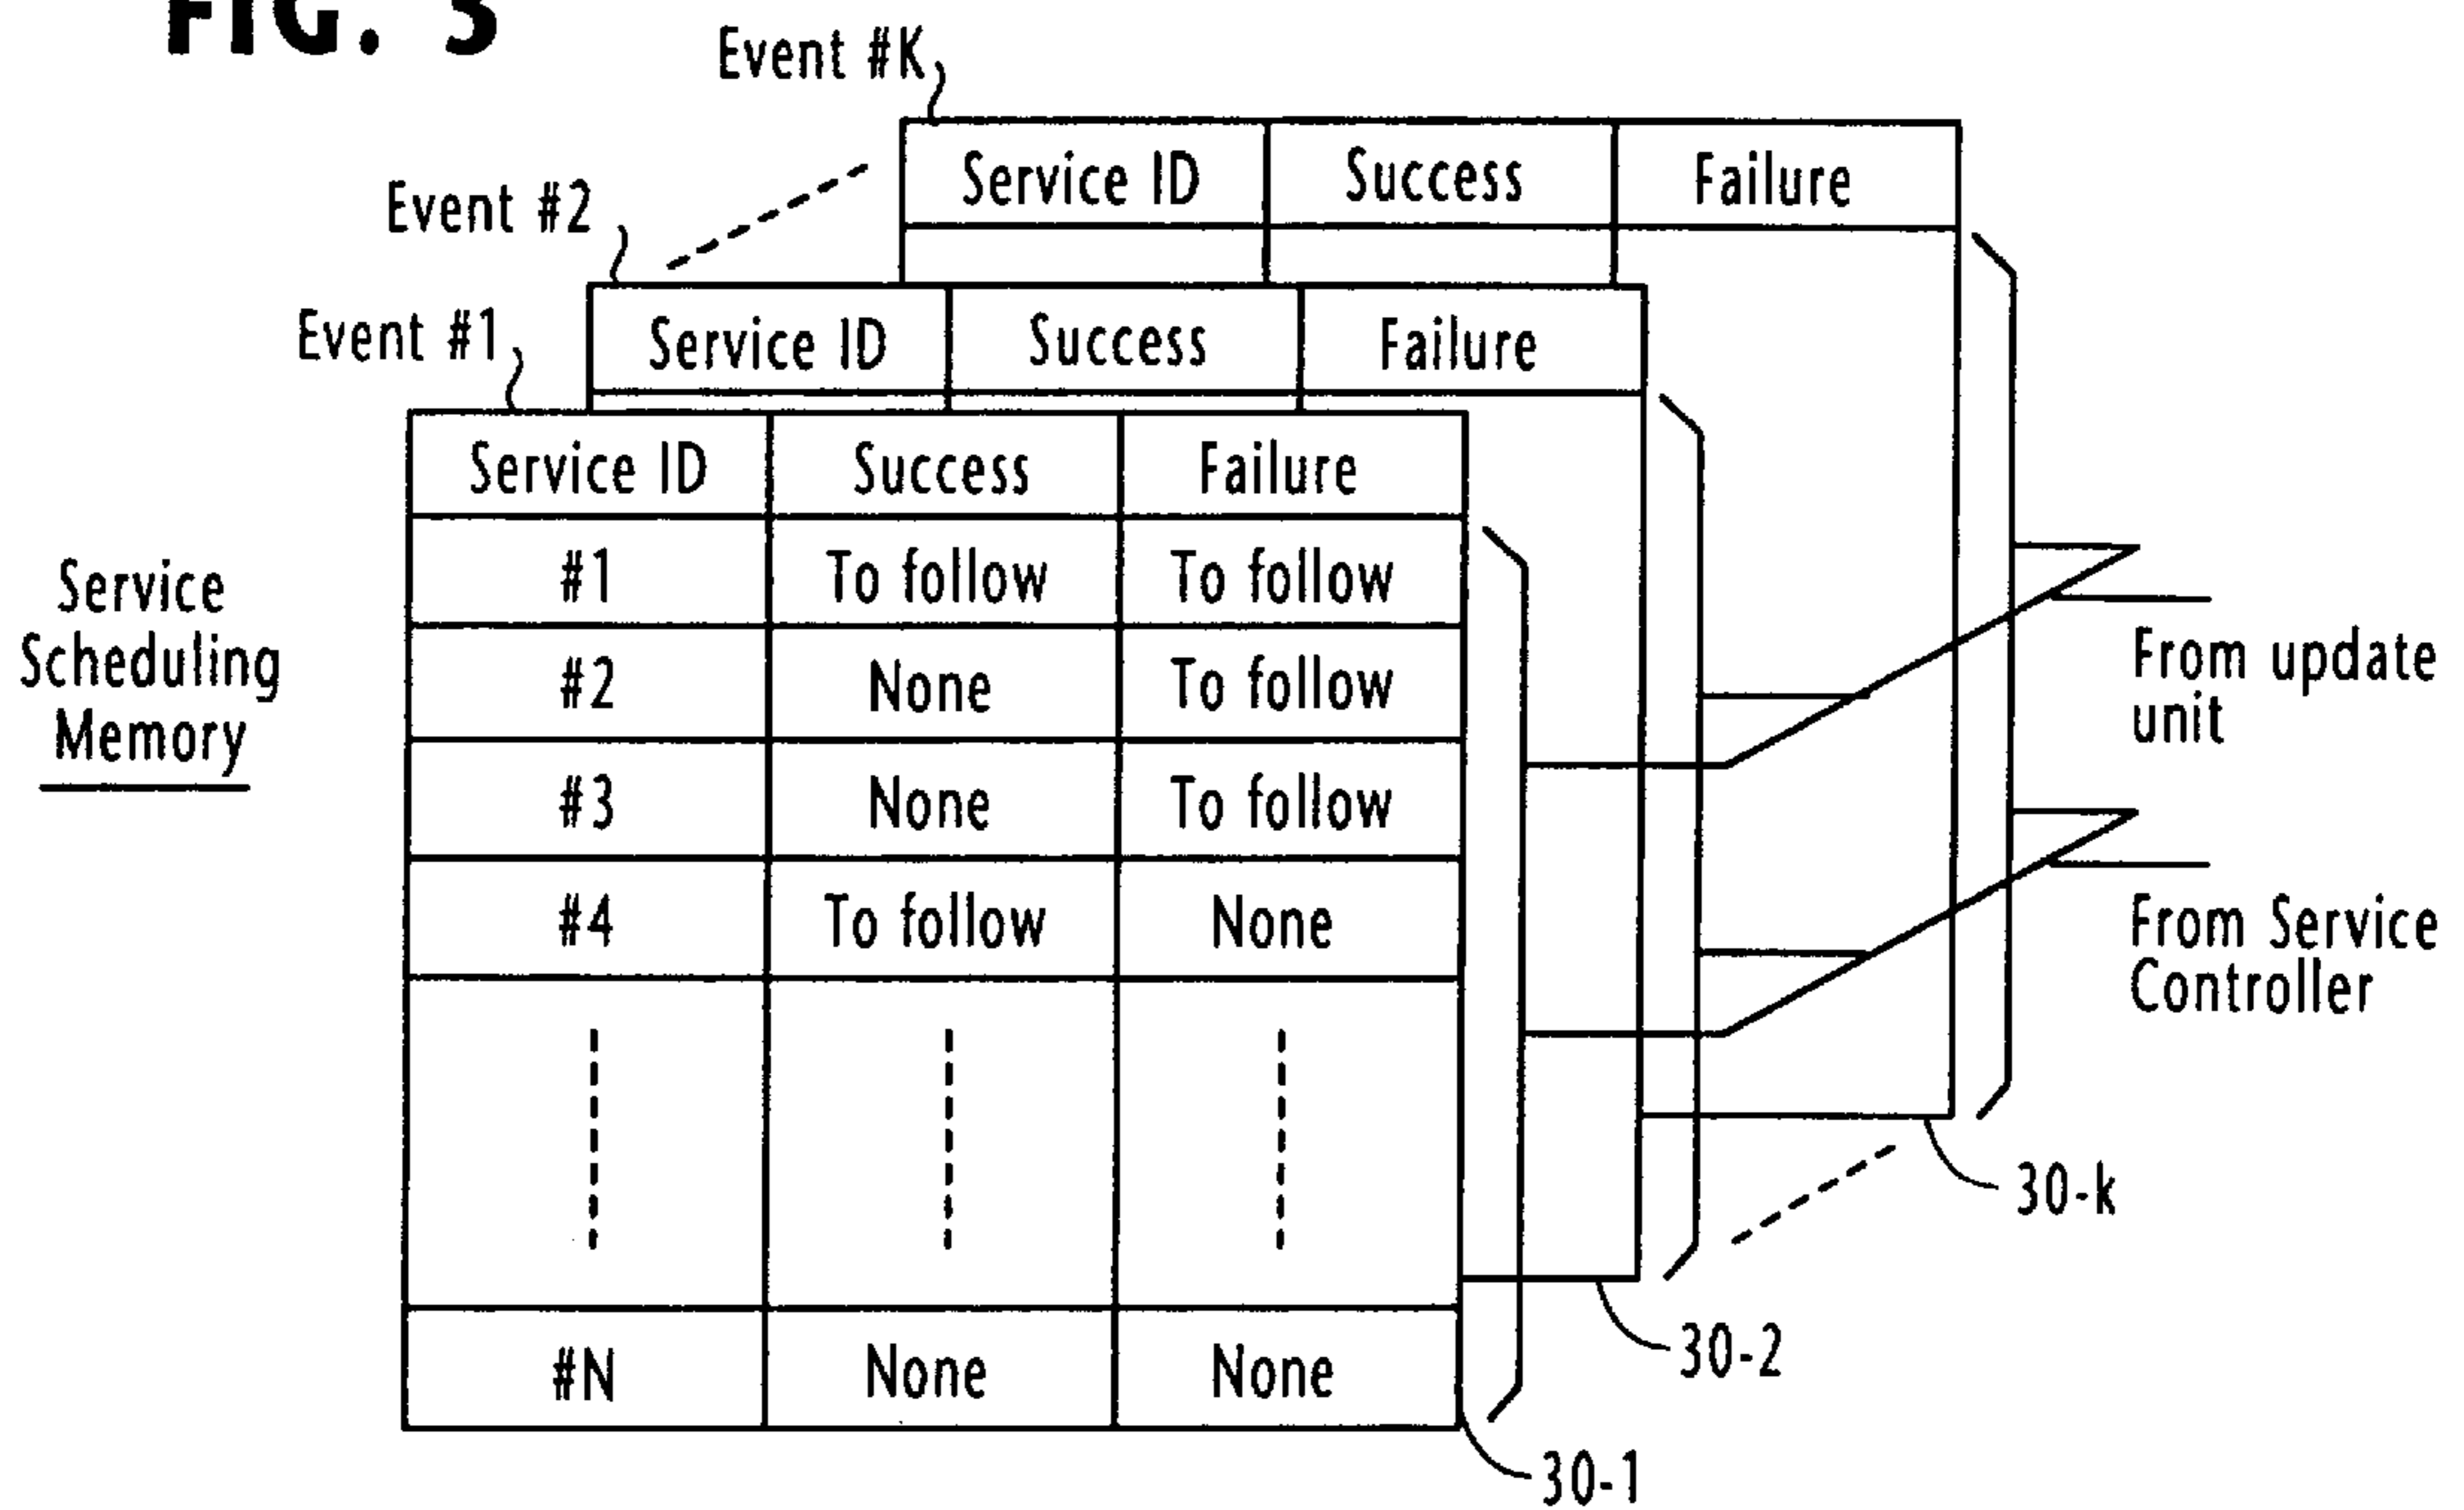 FIG. 3
Event #K
Service ID Success Failure
Event #2
Service ID Success Failure
Event #1
Service ID Success Failure
#1 To follow To follow
#2 None To follow
#3 None To follow
#4 To follow None
#N None None
Service
Scheduling
Memory
From update
unit
From Service
Controller
30-k
30-2
30-1